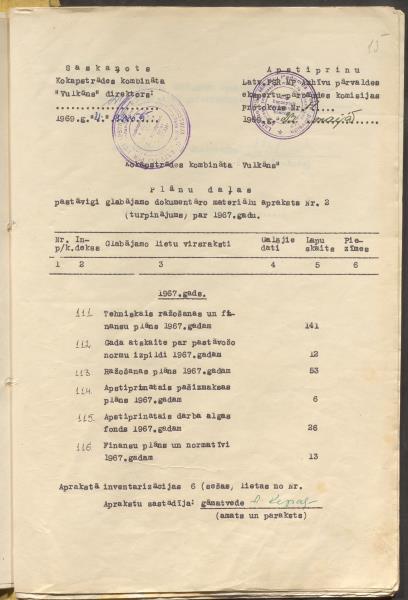 15
Saskaņots
Kokapstrādes kombināta
"Vulkāns" direktors:
1969.g.
Apstiprinu
Latv.PSR MP Arhīvu pārvaldes
ekspertu-pārbaudes komisijas
Protokols Nr.
196 .g.
Kokapstrādes kombināta "Vulkāns"
Plānu daļas
pastāvīgi glabājamo dokumentāro materiālu apraksts Nr. 2
(turpinājums) par 1967.gadu.
Nr. In- Glabājamo lietu virsraksti Galējie Lapu Pie-
p/k. dekss dati skaits zīmes
1 2 3 4 5 6
1967.gads.
111. Tehniskais ražošanas un fi-
nansu plāns 1967.gadam 141
112. Gada atskaite par pastāvošo
normu izpildi 1967.gadam 12
113. Ražošanas plāns 1967.gadam 53
114. Apstiprinātais pašizmaksas
plāns 1967.gadam 6
115. Apstiprinātais darba algas
fonds 1967.gadam 26
116. Finansu plāns un normatīvi
1967.gadam 13
Aprakstā inventarizācijas 6 (sešas, lietas no Nr.
Aprakstu sastādīja: gāmatvede
(amats un paraksts)